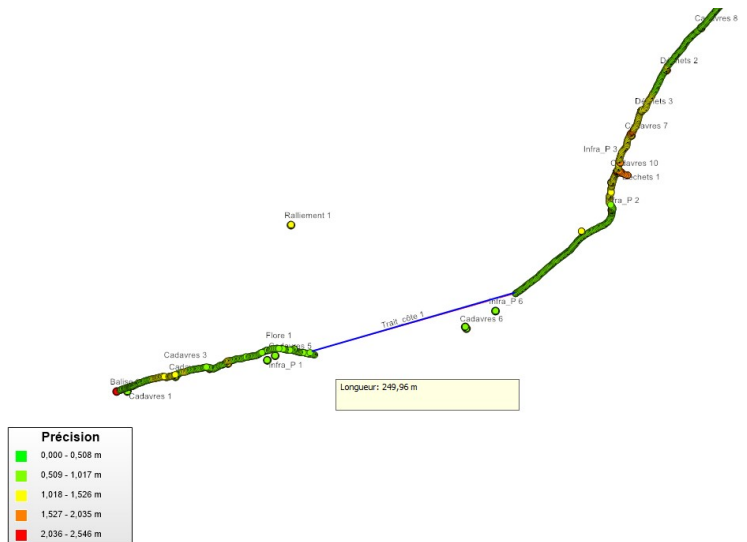 Cadavres 8
Déchets 2
Déchets 3
Cadavres 7
Infra_P 3
Cadavres 10
Déchets 1
Infra_P 2
Ralliement 1
Infra_P 6
Trait_côte 1
Cadavres 6
Flore 1
Cadavres 5
Cadavres 3
Infra_P 1
Cadavres 1
Longueur: 249,96 m
Précision
0,000 - 0,508 m
0,509 - 1,017 m
1,018 - 1,526 m
1,527 - 2,035 m
2,036 - 2,546 m